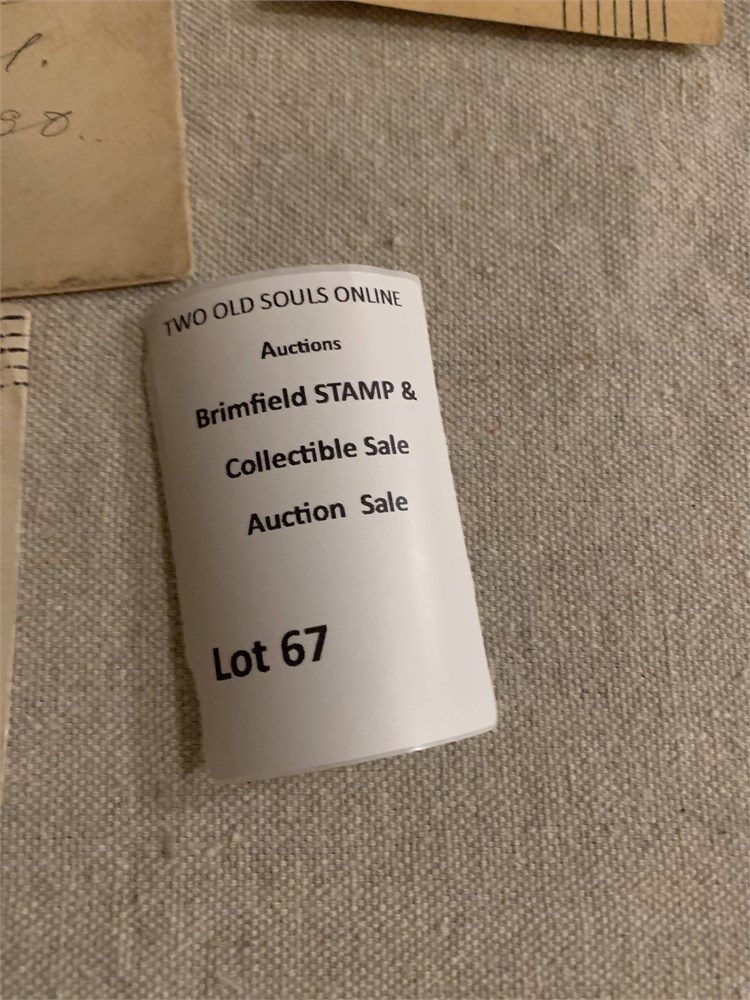 TWO OLD SOULS ONLINE
Auctions
Brimfield STAMP &
Collectible Sale
Auction Sale
Lot 67